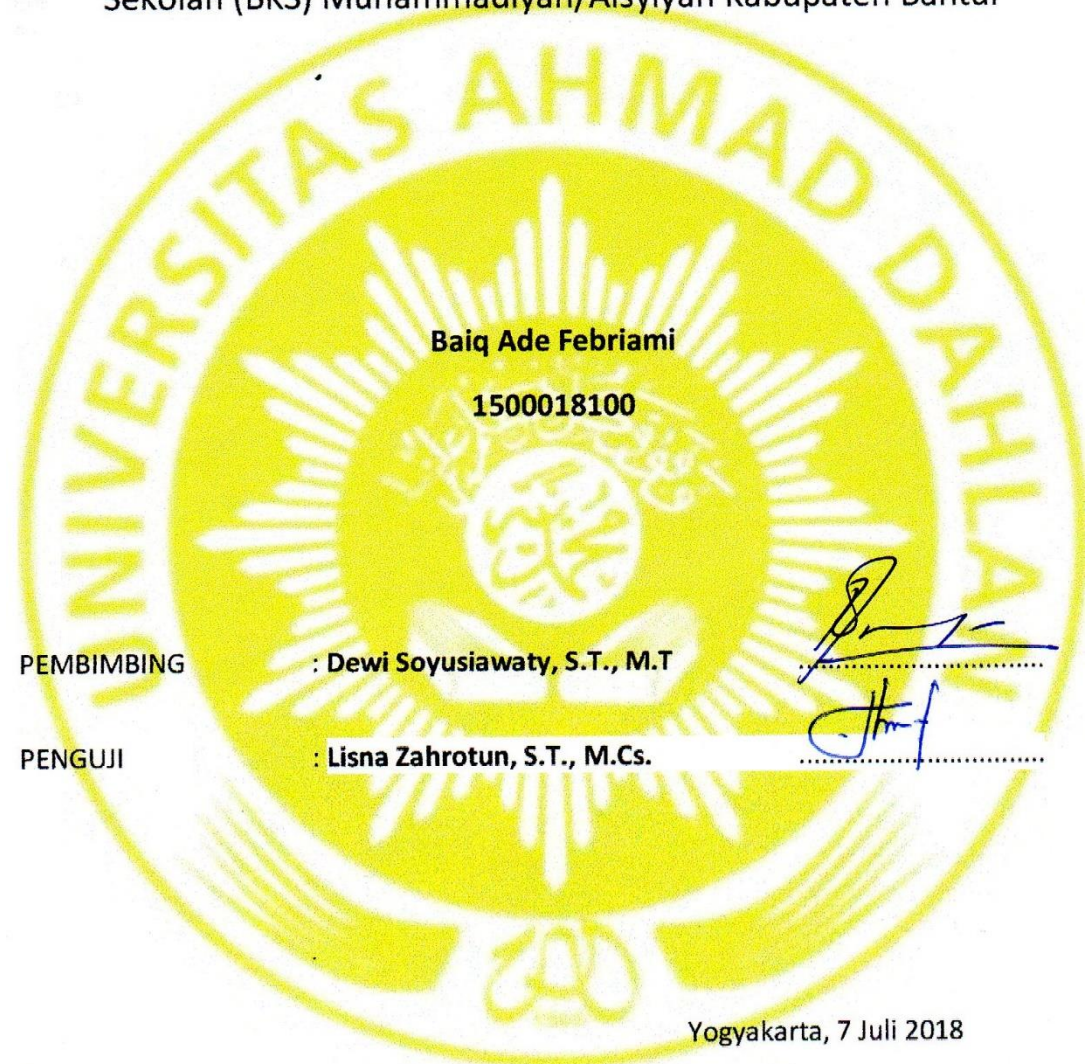 Sekolah (BKS) Muhammadiyah/Aisyiyah Kabupaten Bantul
UNIVERSITAS AHMAD DAHLAN
Baiq Ade Febriami
1500018100
PEMBIMBING : Dewi Soyusiawaty, S.T., M.T
PENGUJI : Lisna Zahrotun, S.T., M.Cs.
Yogyakarta, 7 Juli 2018